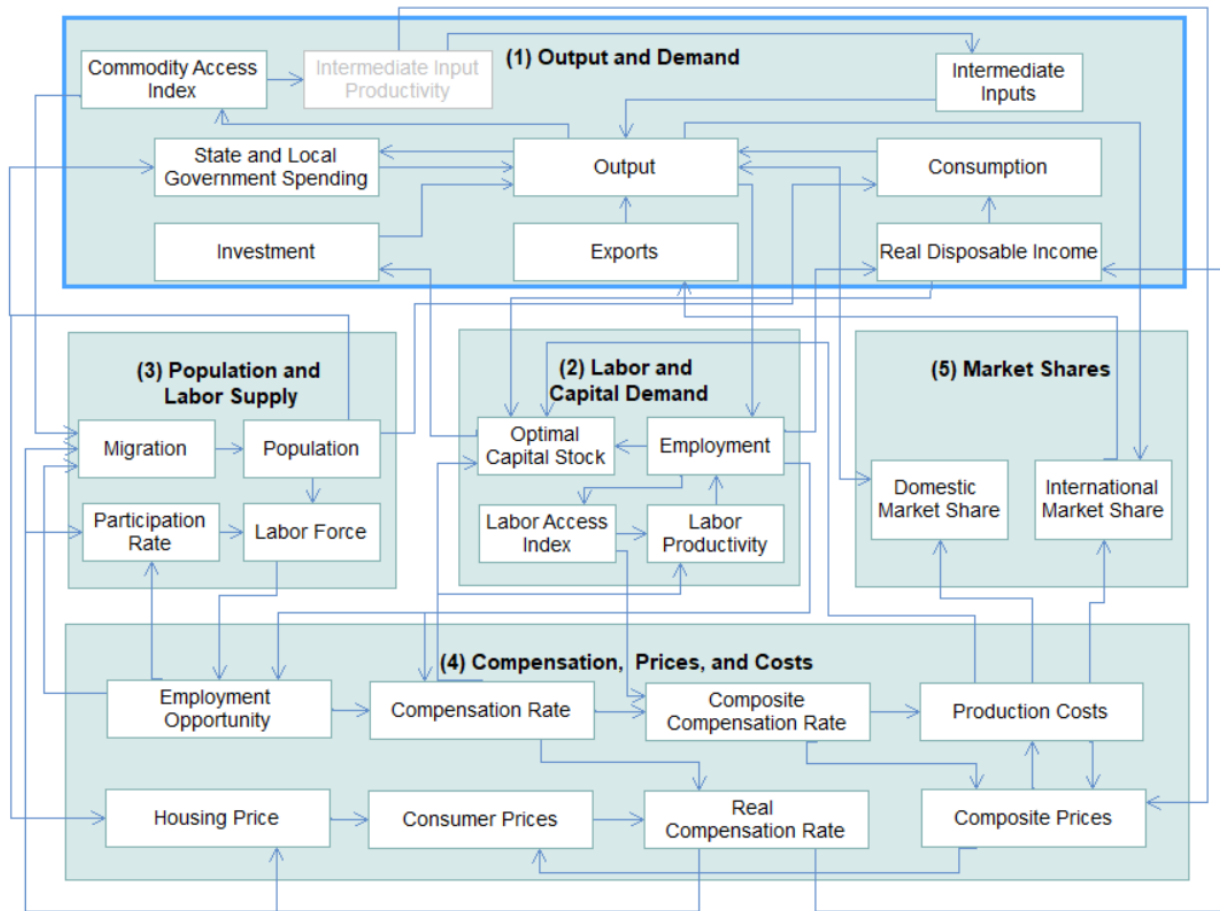 (1) Output and Demand
Commodity Access
Index
Intermediate Input
Productivity
Intermediate
Inputs
State and Local
Government Spending
Output
Consumption
Investment
Exports
Real Disposable Income
(3) Population and
Labor Supply
Migration
Population
Participation
Rate
Labor Force
(2) Labor and
Capital Demand
Optimal
Capital Stock
Employment
Labor Access
Index
Labor
Productivity
(5) Market Shares
Domestic
Market Share
International
Market Share
(4) Compensation, Prices, and Costs
Employment
Opportunity
Compensation Rate
Composite
Compensation Rate
Production Costs
Housing Price
Consumer Prices
Real
Compensation Rate
Composite Prices